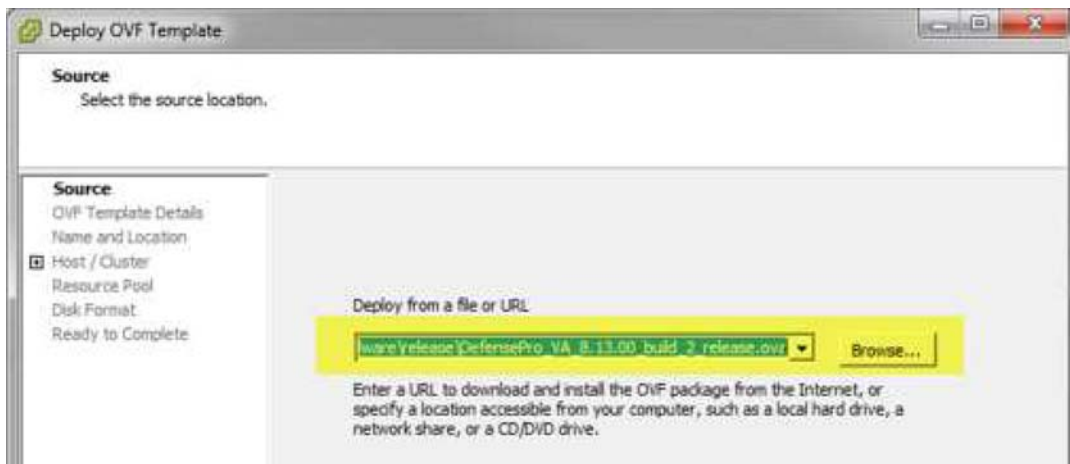 Deploy OVF Template
Source
Select the source location.
Source
OVF Template Details
Name and Location
Host / Cluster
Resource Pool
Disk Format
Ready to Complete
Deploy from a file or URL
ware\release\DefensePro_VA_8.13.00_build_2_release.ova
Browse...
Enter a URL to download and install the OVF package from the Internet, or
specify a location accessible from your computer, such as a local hard drive, a
network share, or a CD/DVD drive.